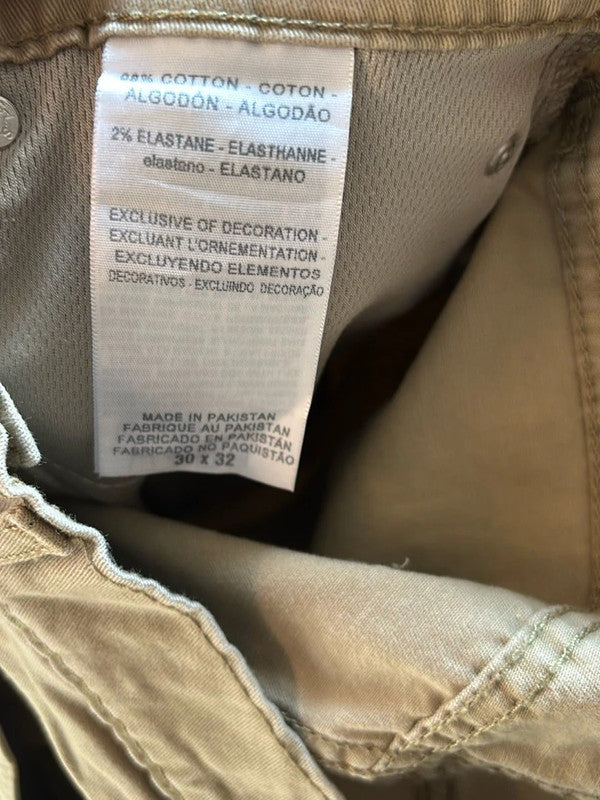 98% COTTON - COTON -
ALGODÓN - ALGODÃO
2% ELASTANE - ELASTHANNE -
elastano - ELASTANO
EXCLUSIVE OF DECORATION -
EXCLUANT L'ORNEMENTATION -
EXCLUYENDO ELEMENTOS
DECORATIVOS - EXCLUINDO DECORAÇÃO
MADE IN PAKISTAN
FABRIQUE AU PAKISTAN
FABRICADO EN PAKISTAN
FABRICADO NO PAQUISTÃO
30 x 32